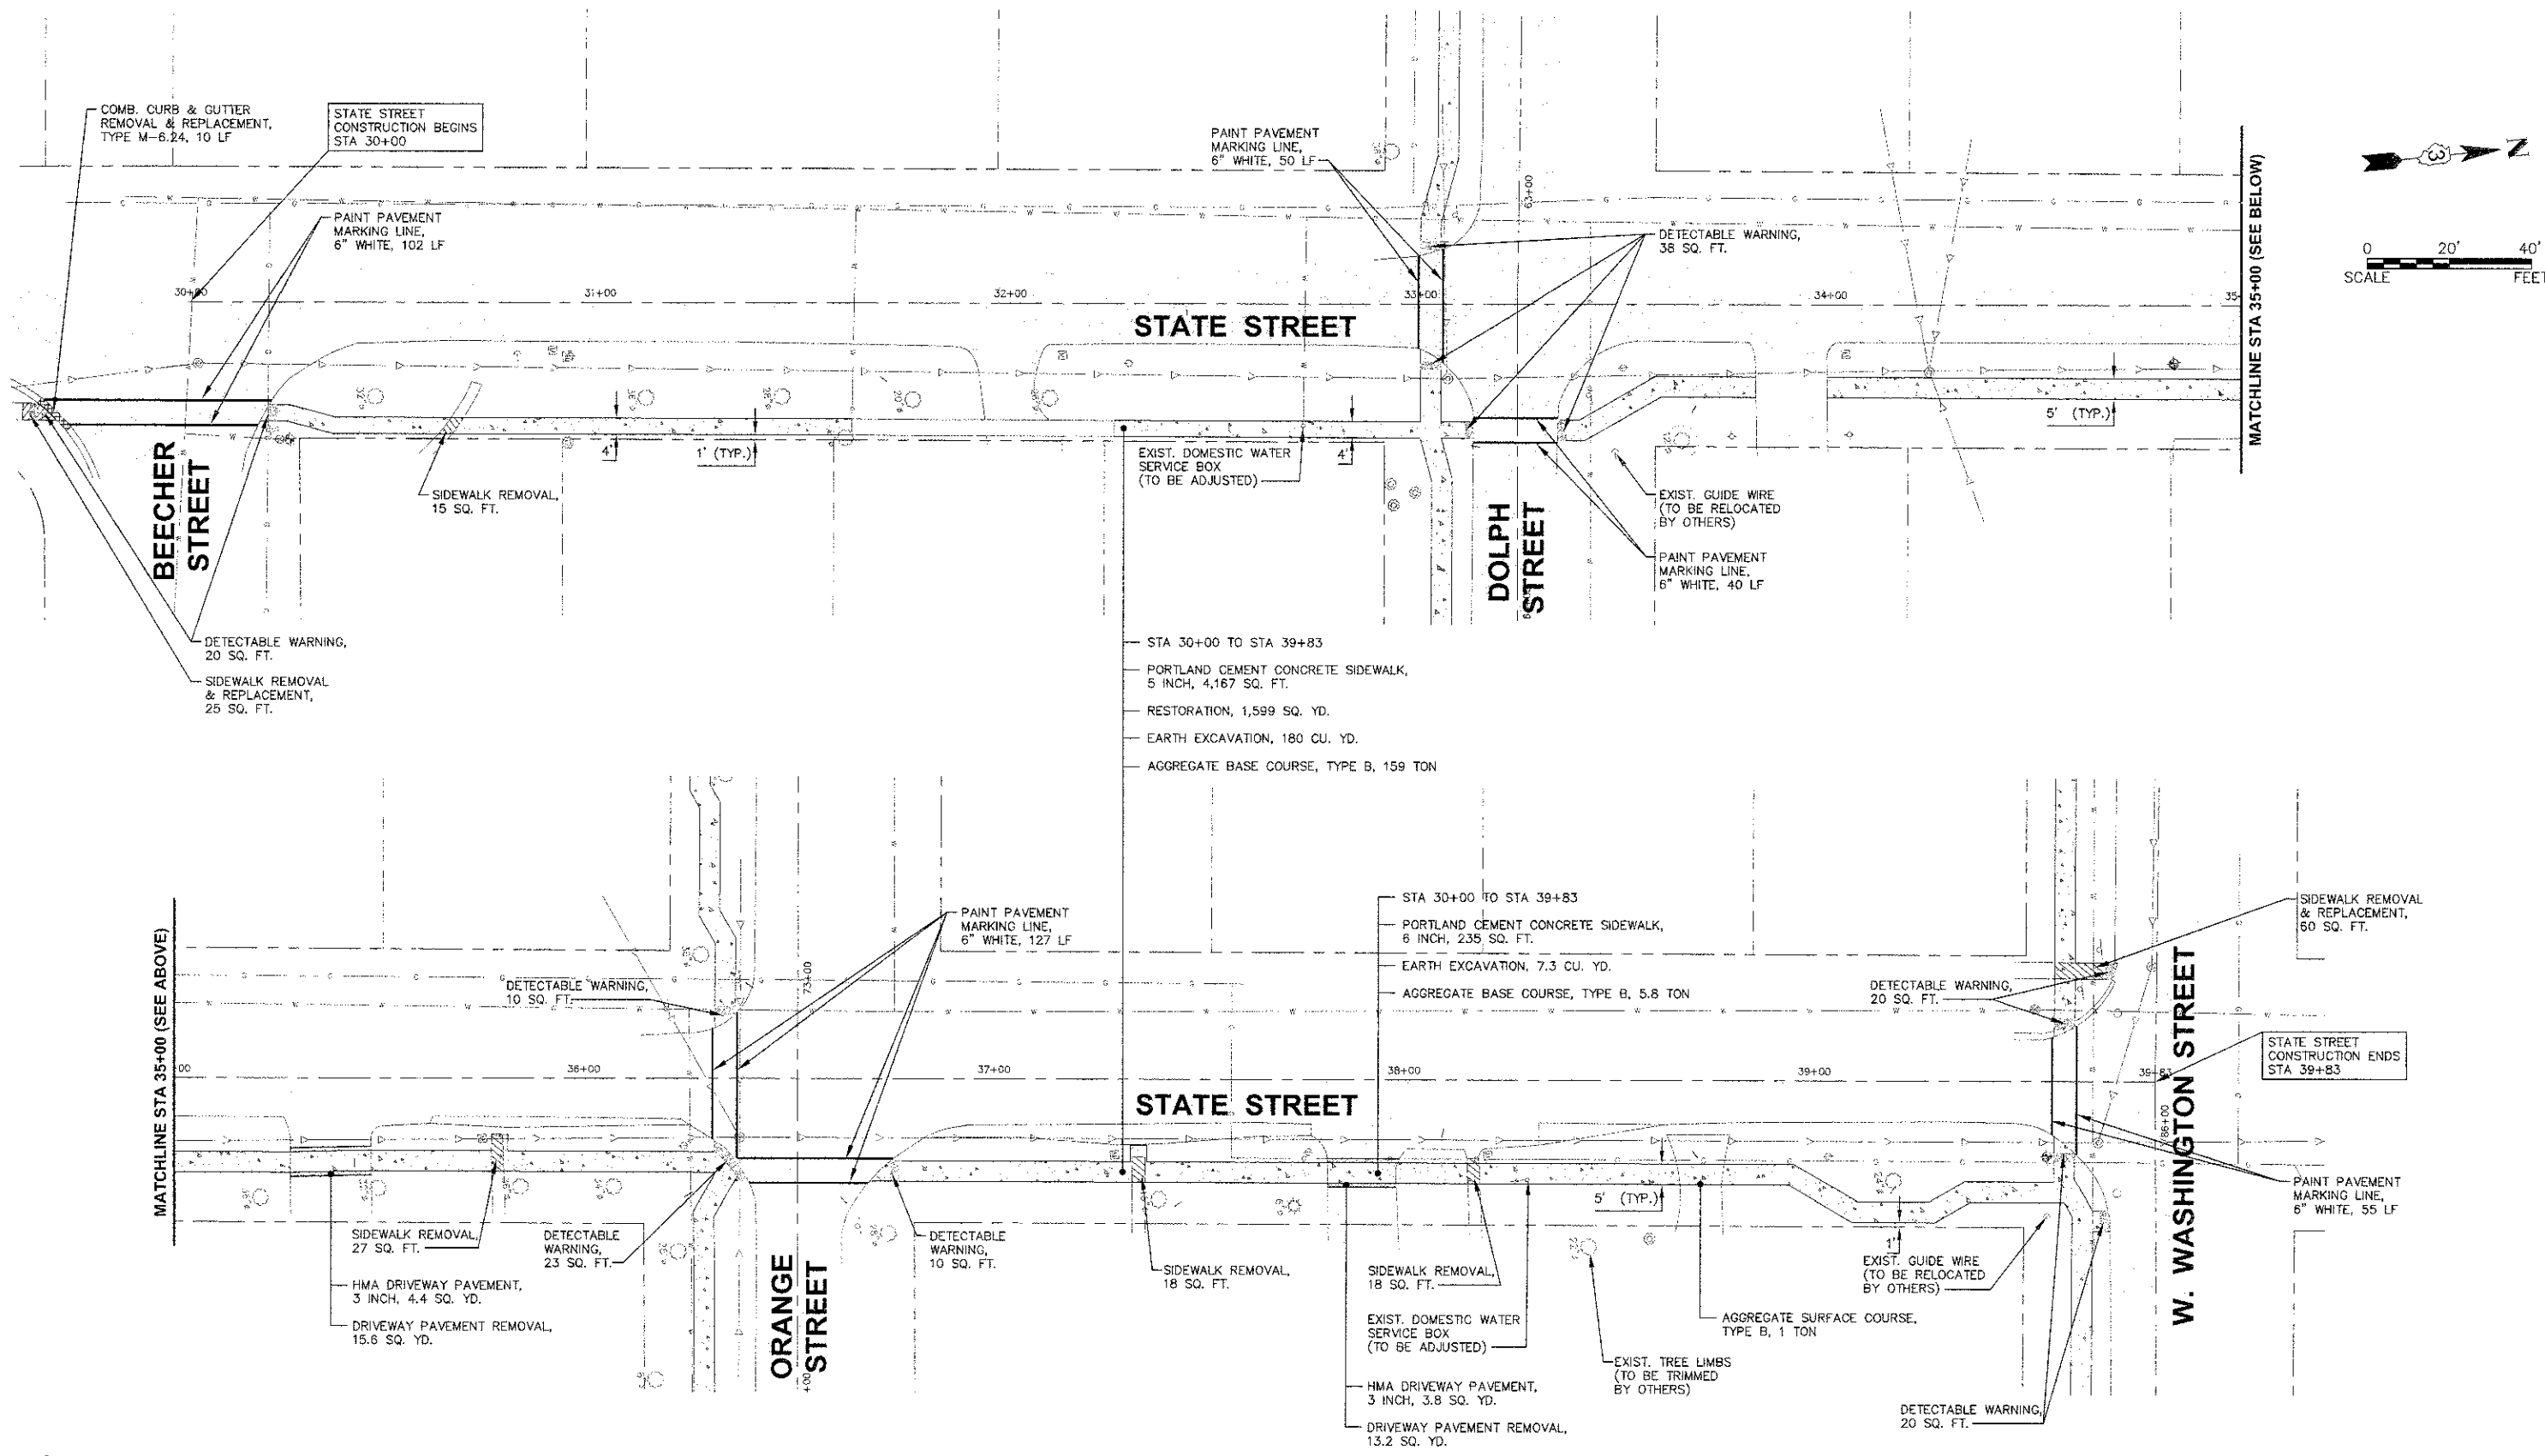 COMB. CURB & GUTTER
REMOVAL & REPLACEMENT,
TYPE M-6.24, 10 LF
STATE STREET
CONSTRUCTION BEGINS
STA 30+00
PAINT PAVEMENT
MARKING LINE,
6" WHITE, 102 LF
PAINT PAVEMENT
MARKING LINE,
6" WHITE, 50 LF
63+00
DETECTABLE WARNING,
38 SQ. FT.
MATCHLINE STA 35+00 (SEE BELOW)
3
N
0 20' 40'
SCALE FEET
30+00
31+00
32+00
33+00
34+00
35
STATE STREET
BEECHER
STREET
4'
1' (TYP.)
SIDEWALK REMOVAL,
15 SQ. FT.
EXIST. DOMESTIC WATER
SERVICE BOX
(TO BE ADJUSTED)
4'
DOLPH
STREET
5' (TYP.)
EXIST. GUIDE WIRE
(TO BE RELOCATED
BY OTHERS)
PAINT PAVEMENT
MARKING LINE,
6" WHITE, 40 LF
DETECTABLE WARNING,
20 SQ. FT.
SIDEWALK REMOVAL
& REPLACEMENT,
25 SQ. FT.
STA 30+00 TO STA 39+83
PORTLAND CEMENT CONCRETE SIDEWALK,
5 INCH, 4,167 SQ. FT.
RESTORATION, 1,599 SQ. YD.
EARTH EXCAVATION, 180 CU. YD.
AGGREGATE BASE COURSE, TYPE B, 159 TON
MATCHLINE STA 35+00 (SEE ABOVE)
PAINT PAVEMENT
MARKING LINE,
6" WHITE, 127 LF
73+00
DETECTABLE WARNING,
10 SQ. FT.
STA 30+00 TO STA 39+83
PORTLAND CEMENT CONCRETE SIDEWALK,
6 INCH, 235 SQ. FT.
EARTH EXCAVATION, 7.3 CU. YD.
AGGREGATE BASE COURSE, TYPE B, 5.8 TON
SIDEWALK REMOVAL
& REPLACEMENT,
60 SQ. FT.
DETECTABLE WARNING,
20 SQ. FT.
W. WASHINGTON STREET
STATE STREET
CONSTRUCTION ENDS
STA 39+83
00
36+00
37+00
38+00
39+00
39+83
86+00
STATE STREET
SIDEWALK REMOVAL,
27 SQ. FT.
HMA DRIVEWAY PAVEMENT,
3 INCH, 4.4 SQ. YD.
DRIVEWAY PAVEMENT REMOVAL,
15.6 SQ. YD.
DETECTABLE
WARNING,
23 SQ. FT.
ORANGE
STREET
+00
DETECTABLE
WARNING,
10 SQ. FT.
SIDEWALK REMOVAL,
18 SQ. FT.
SIDEWALK REMOVAL,
18 SQ. FT.
EXIST. DOMESTIC WATER
SERVICE BOX
(TO BE ADJUSTED)
HMA DRIVEWAY PAVEMENT,
3 INCH, 3.8 SQ. YD.
DRIVEWAY PAVEMENT REMOVAL,
13.2 SQ. YD.
5' (TYP.)
EXIST. TREE LIMBS
(TO BE TRIMMED
BY OTHERS)
AGGREGATE SURFACE COURSE,
TYPE B, 1 TON
1'
EXIST. GUIDE WIRE
(TO BE RELOCATED
BY OTHERS)
PAINT PAVEMENT
MARKING LINE,
6" WHITE, 55 LF
DETECTABLE WARNING,
20 SQ. FT.